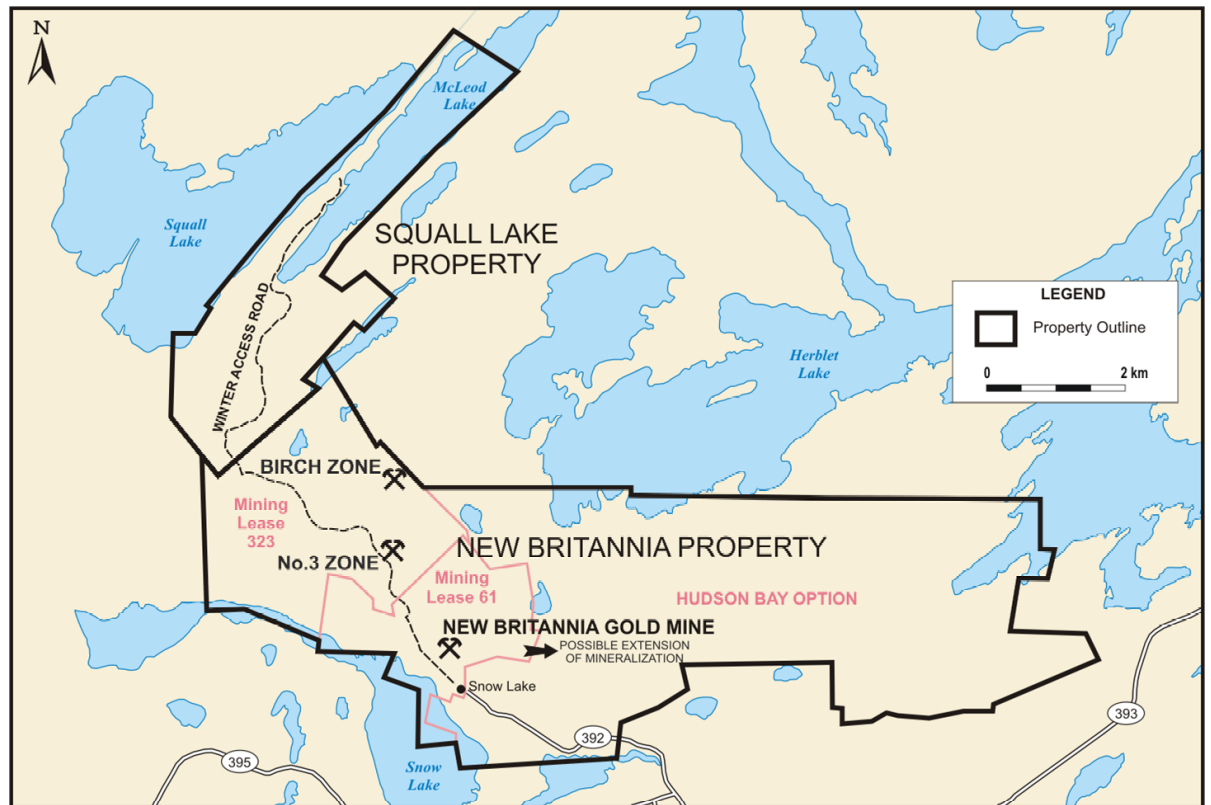 N
McLeod
Lake
Squall
Lake
SQUALL LAKE
PROPERTY
LEGEND
Property Outline
0 2 km
WINTER ACCESS ROAD
Herblet
Lake
BIRCH ZONE
Mining
Lease
323
No.3 ZONE
NEW BRITANNIA PROPERTY
Mining
Lease 61
HUDSON BAY OPTION
NEW BRITANNIA GOLD MINE
POSSIBLE EXTENSION
OF MINERALIZATION
Snow Lake
392
393
395
Snow
Lake